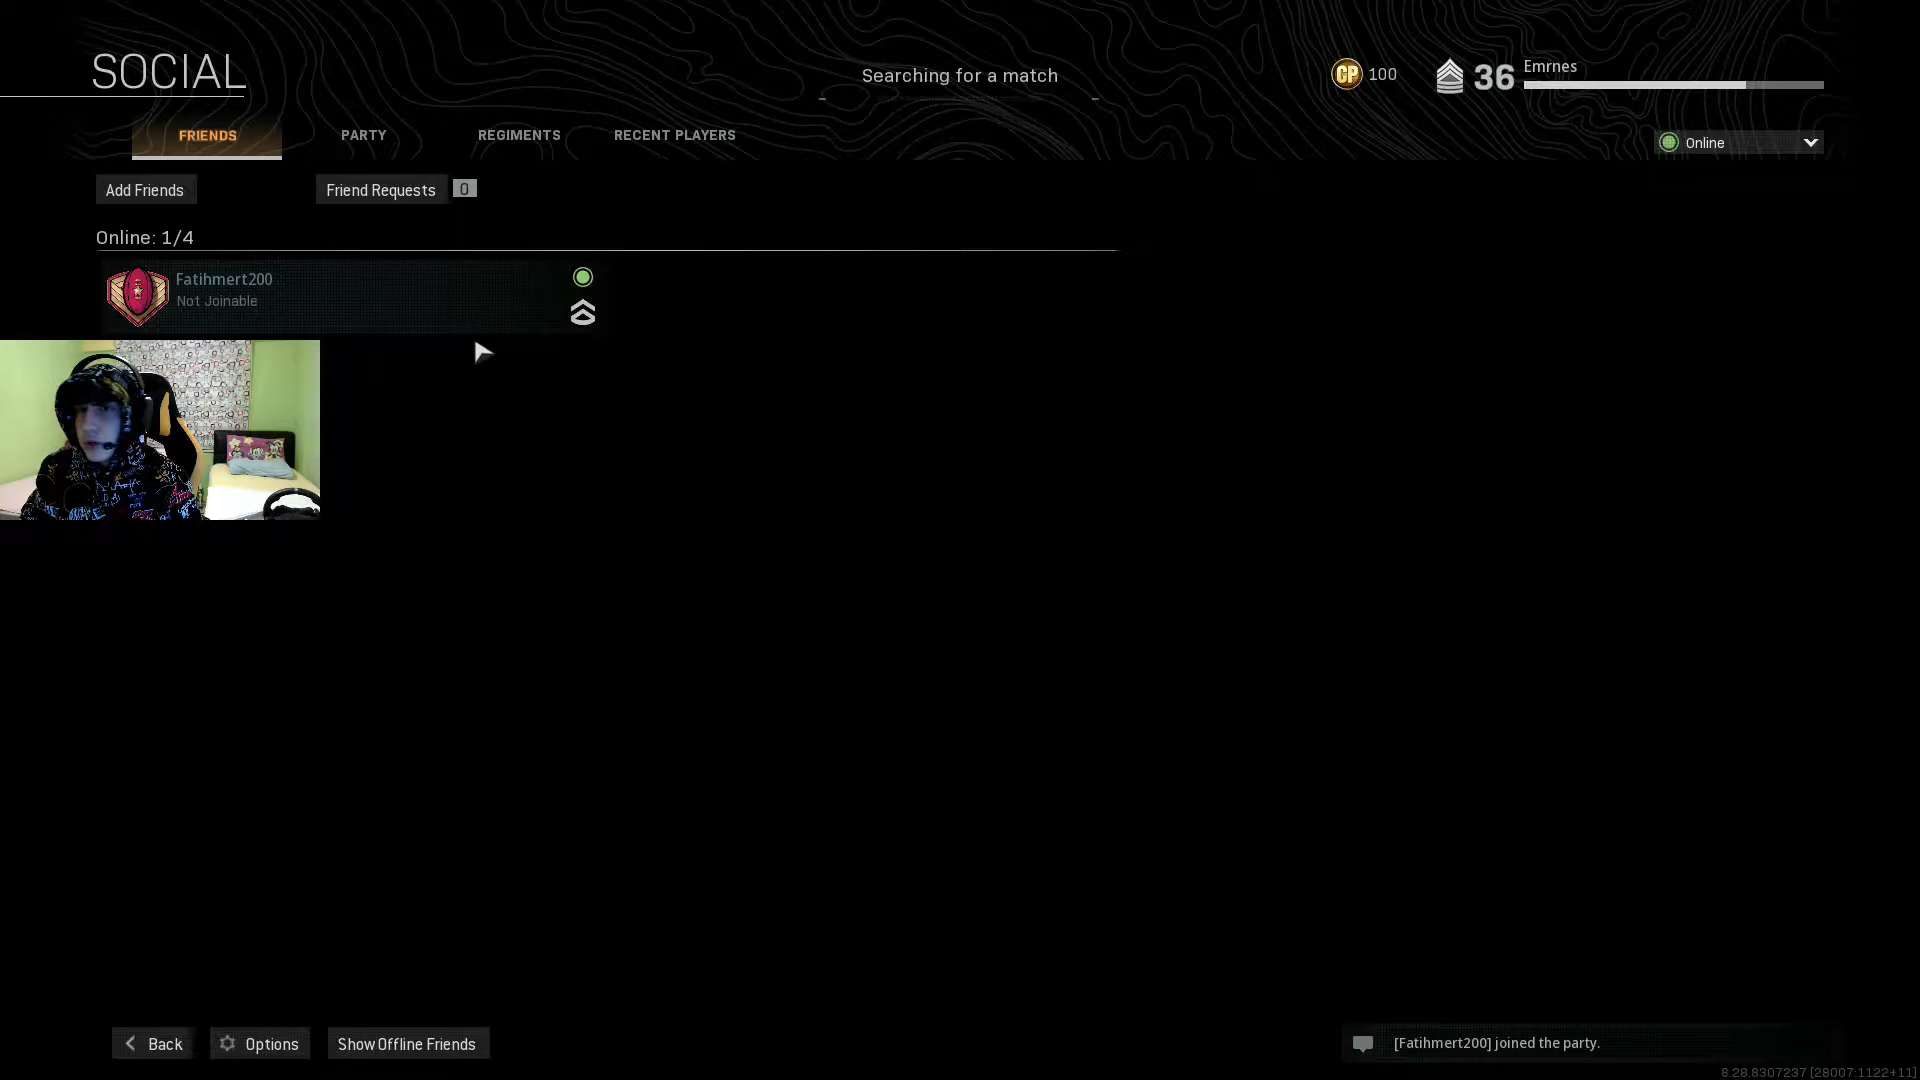 SOCIAL
Searching for a match
CP 100
36
Emrnes
FRIENDS
PARTY
REGIMENTS
RECENT PLAYERS
Online
Add Friends
Friend Requests
0
Online: 1/4
Fatihmert200
Not Joinable
Back
Options
Show Offline Friends
[Fatihmert200] joined the party.
8.28.8307237 [28007:1122+11]